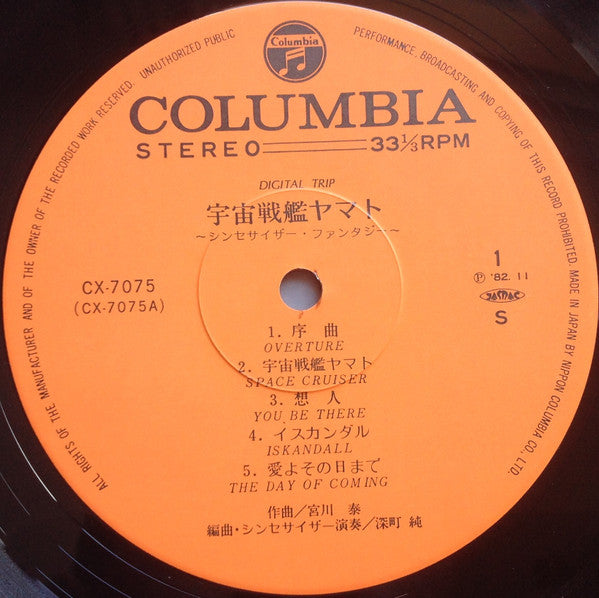 ALL RIGHTS OF THE MANUFACTURER AND OF THE OWNER OF THE RECORDED WORK RESERVED. UNAUTHORIZED PUBLIC PERFORMANCE, BROADCASTING AND COPYING OF THIS RECORD PROHIBITED. MADE IN JAPAN BY NIPPON COLUMBIA CO., LTD.
Columbia
COLUMBIA
STEREO 33 1/3 RPM
DIGITAL TRIP
宇宙戦艦ヤマト
~シンセサイザー・ファンタジー~
CX-7075
(CX-7075A)
1
Ⓟ '82. 11
JASRAC
S
1. 序 曲
OVERTURE
2. 宇宙戦艦ヤマト
SPACE CRUISER
3. 想 人
YOU BE THERE
4. イスカンダル
ISKANDALL
5. 愛よその日まで
THE DAY OF COMING
作曲/宮川 泰
編曲・シンセサイザー演奏/深町 純